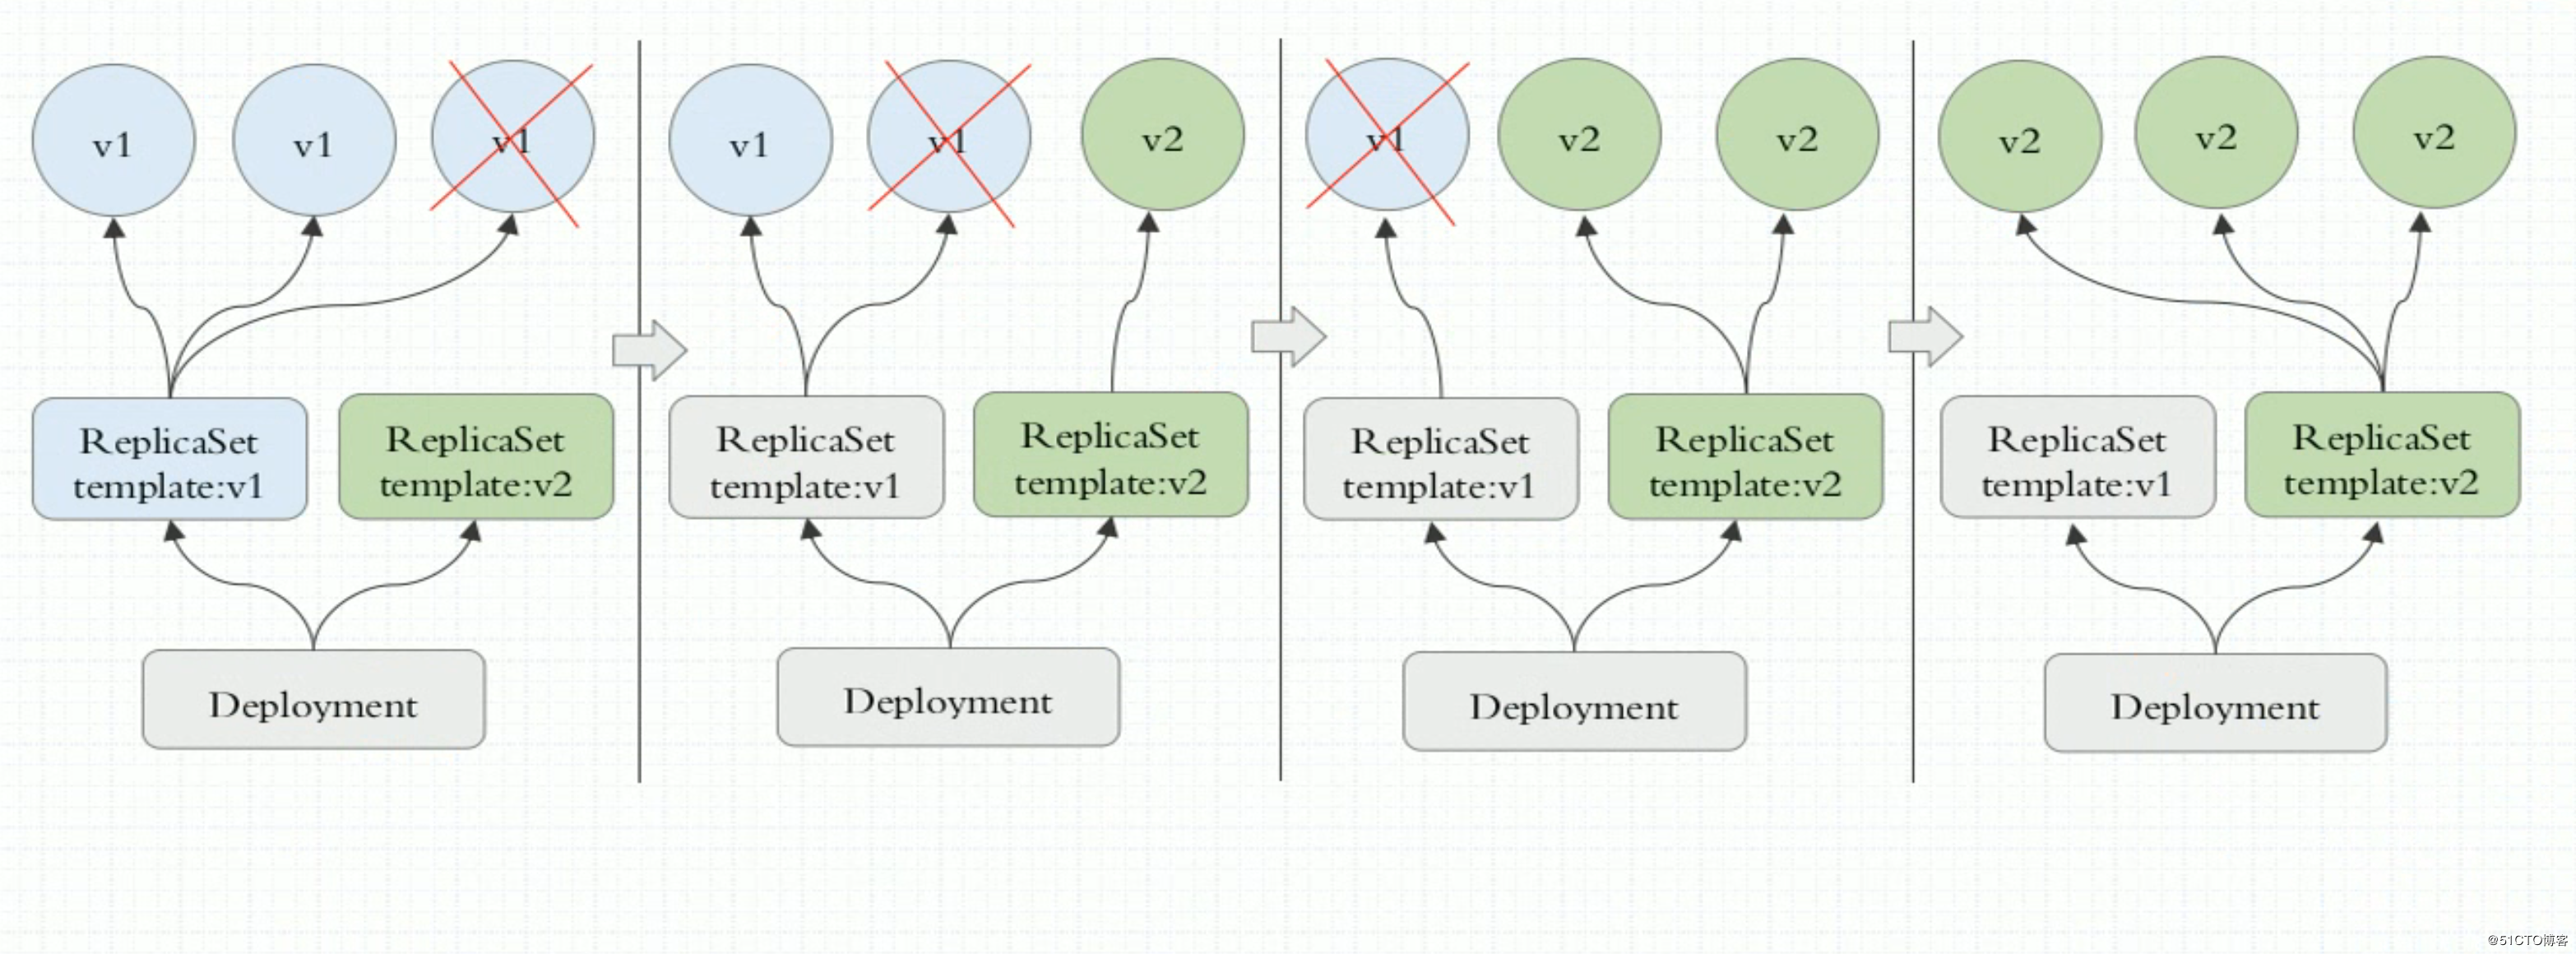 v1
v1
v1
ReplicaSet
template:v1
ReplicaSet
template:v2
Deployment
v1
v1
v2
ReplicaSet
template:v1
ReplicaSet
template:v2
Deployment
v1
v2
v2
ReplicaSet
template:v1
ReplicaSet
template:v2
Deployment
v2
v2
v2
ReplicaSet
template:v1
ReplicaSet
template:v2
Deployment
@51CTO博客